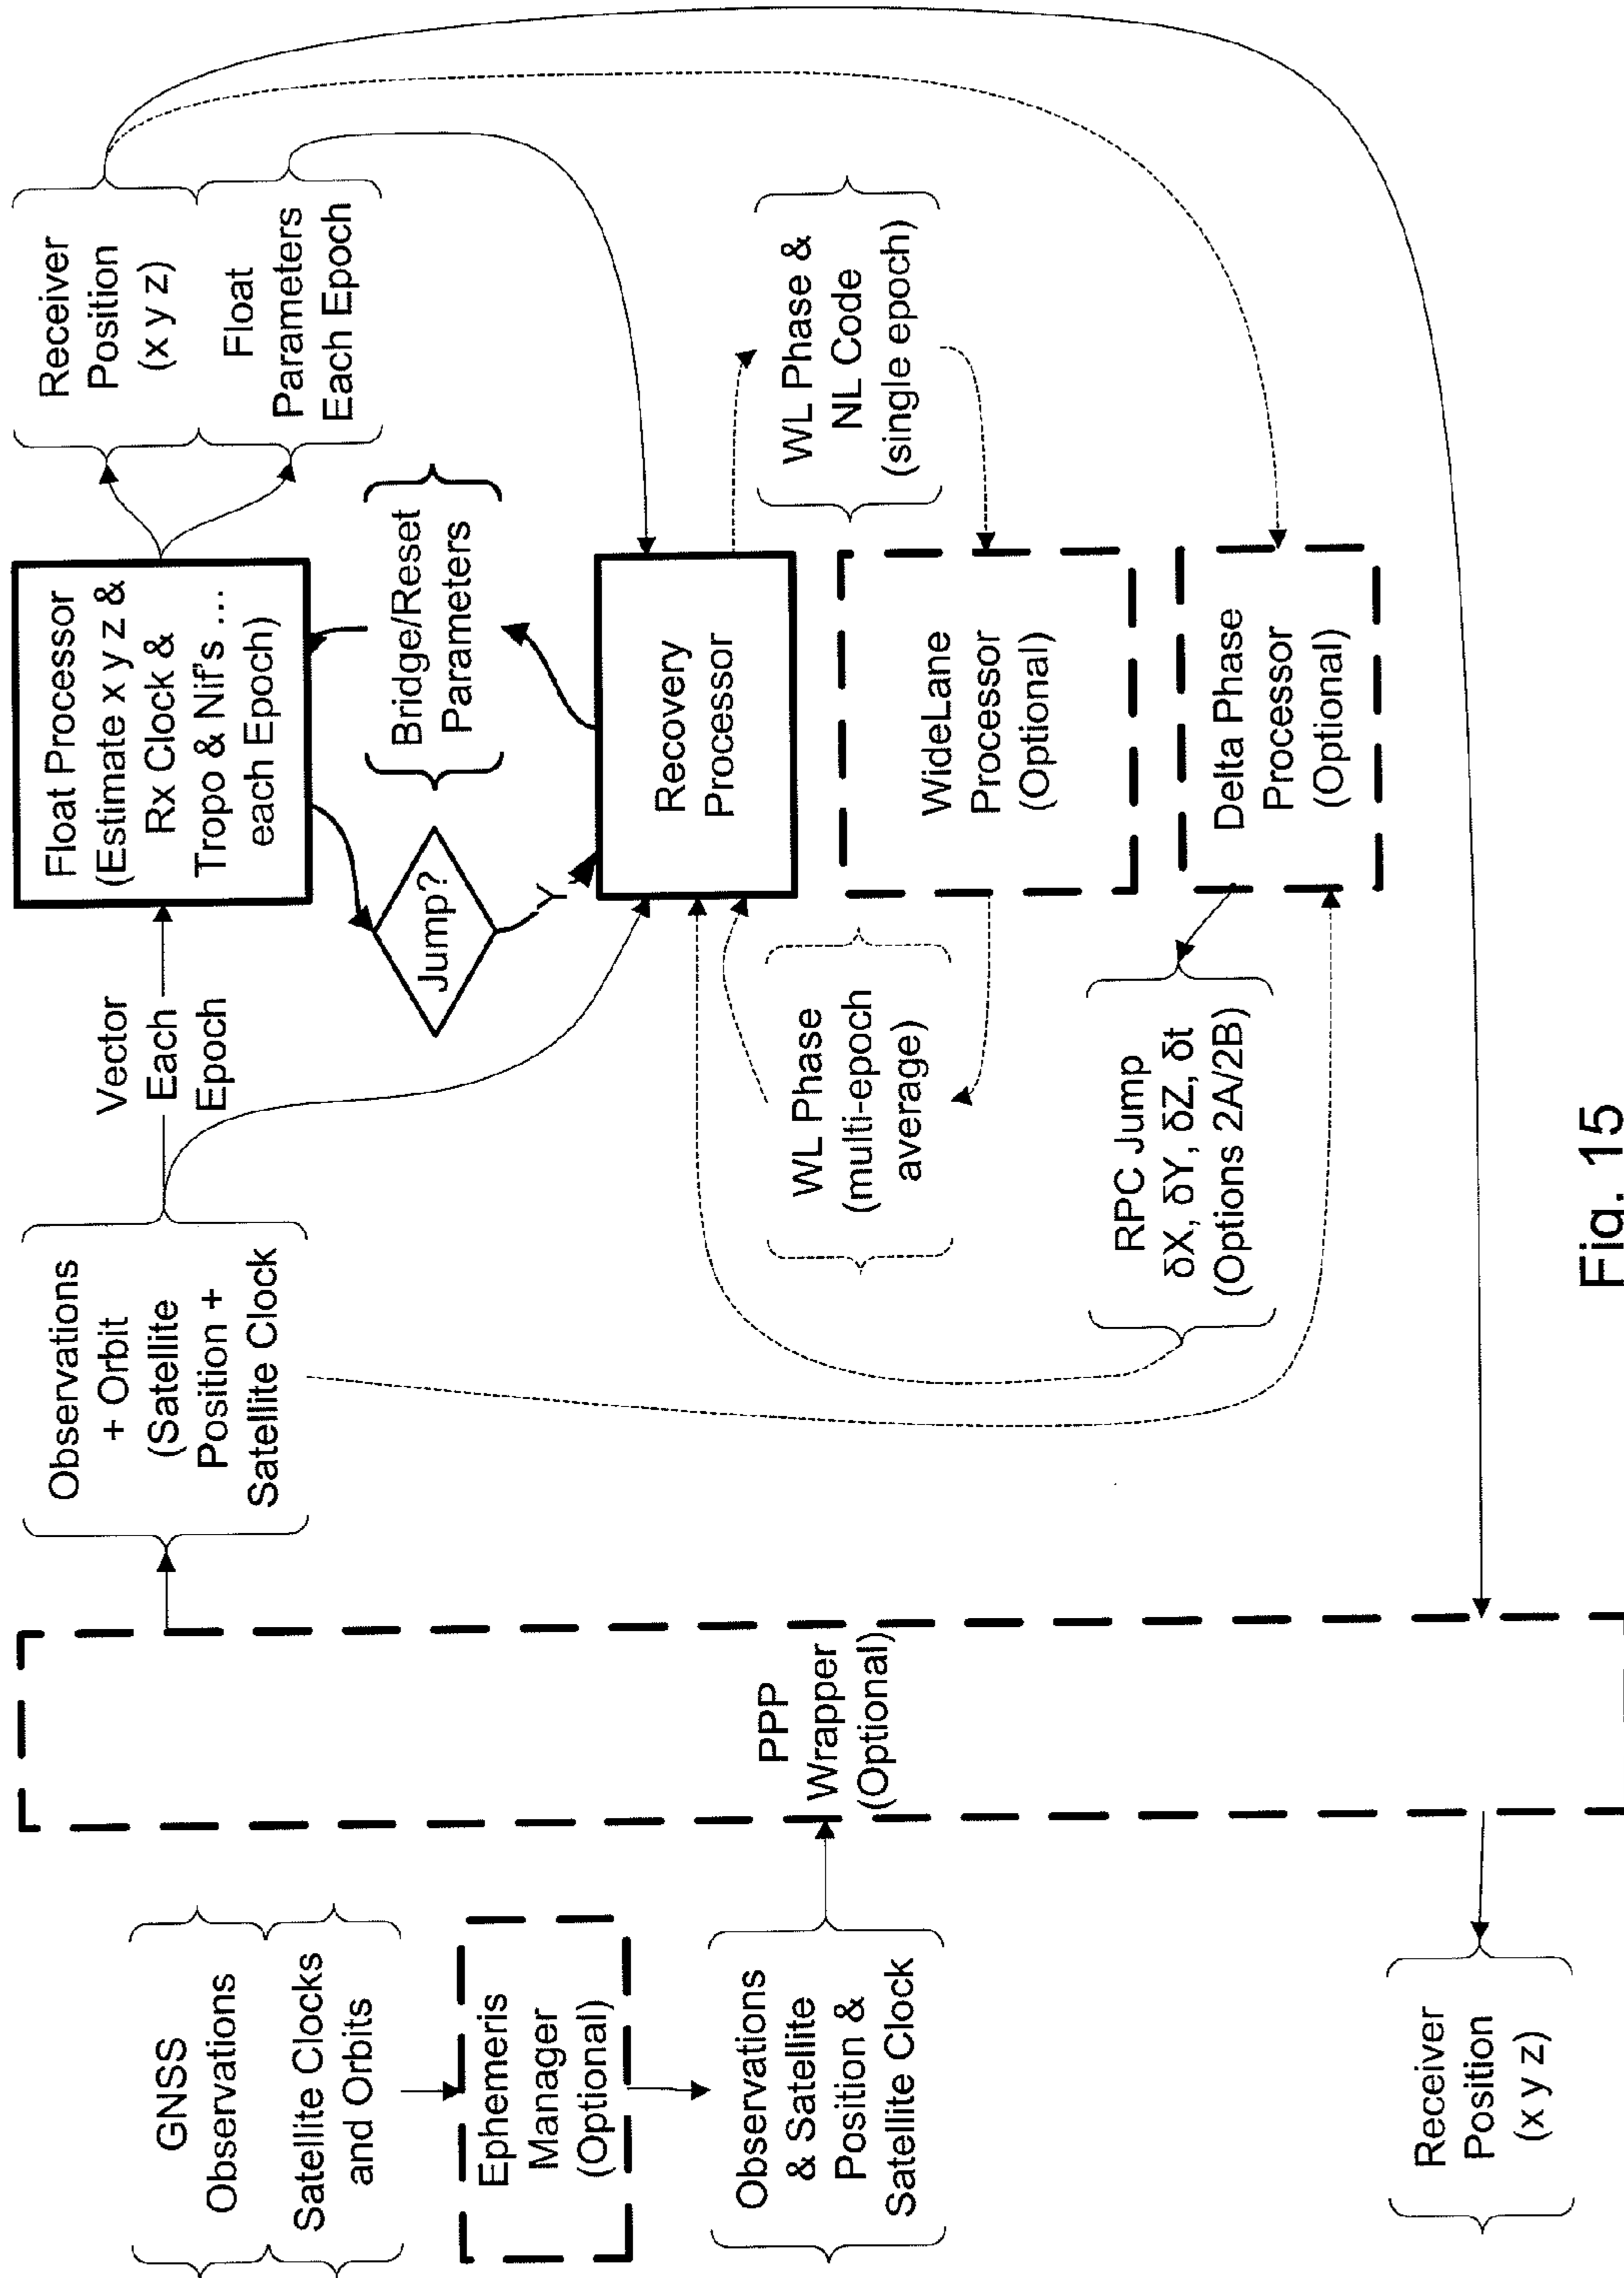 GNSS
Observations
Satellite Clocks
and Orbits
Ephemeris
Manager
(Optional)
Observations
& Satellite
Position &
Satellite Clock
Receiver
Position
(x y z)
PPP
Wrapper
(Optional)
Observations
+ Orbit
(Satellite
Position +
Satellite Clock
Vector
Each
Epoch
Float Processor
(Estimate x y z &
Rx Clock &
Tropo & Nif's ...
each Epoch)
Receiver
Position
(x y z)
Float
Parameters
Each Epoch
Jump?
Y
Bridge/Reset
Parameters
Recovery
Processor
WL Phase &
NL Code
(single epoch)
WL Phase
(multi-epoch
average)
WideLane
Processor
(Optional)
RPC Jump
δX, δY, δZ, δt
(Options 2A/2B)
Delta Phase
Processor
(Optional)
Fig. 15